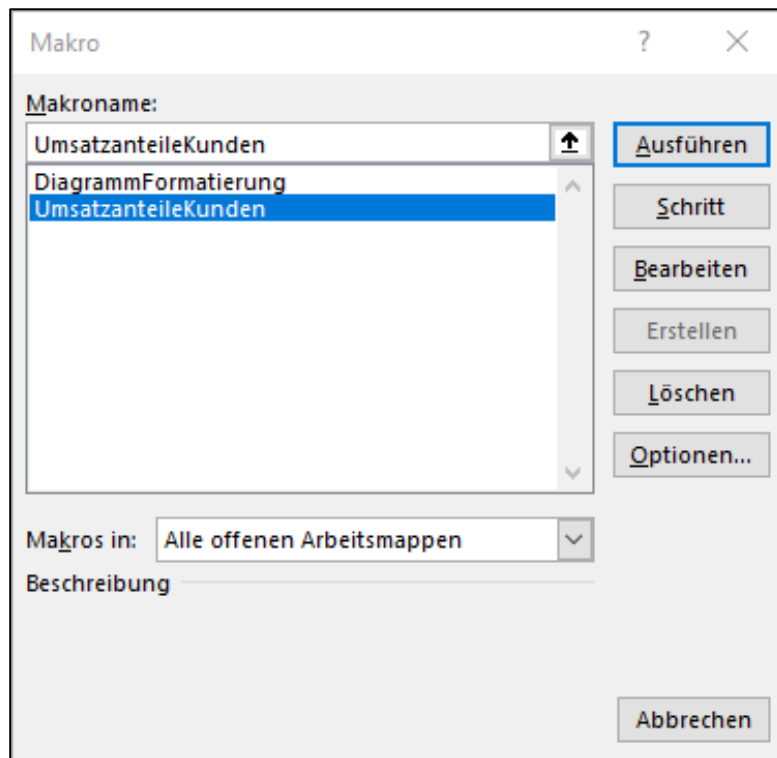 Makro
Makroname:
UmsatzanteileKunden
DiagrammFormatierung
UmsatzanteileKunden
Ausführen
Schritt
Bearbeiten
Erstellen
Löschen
Optionen...
Makros in: Alle offenen Arbeitsmappen
Beschreibung
Abbrechen